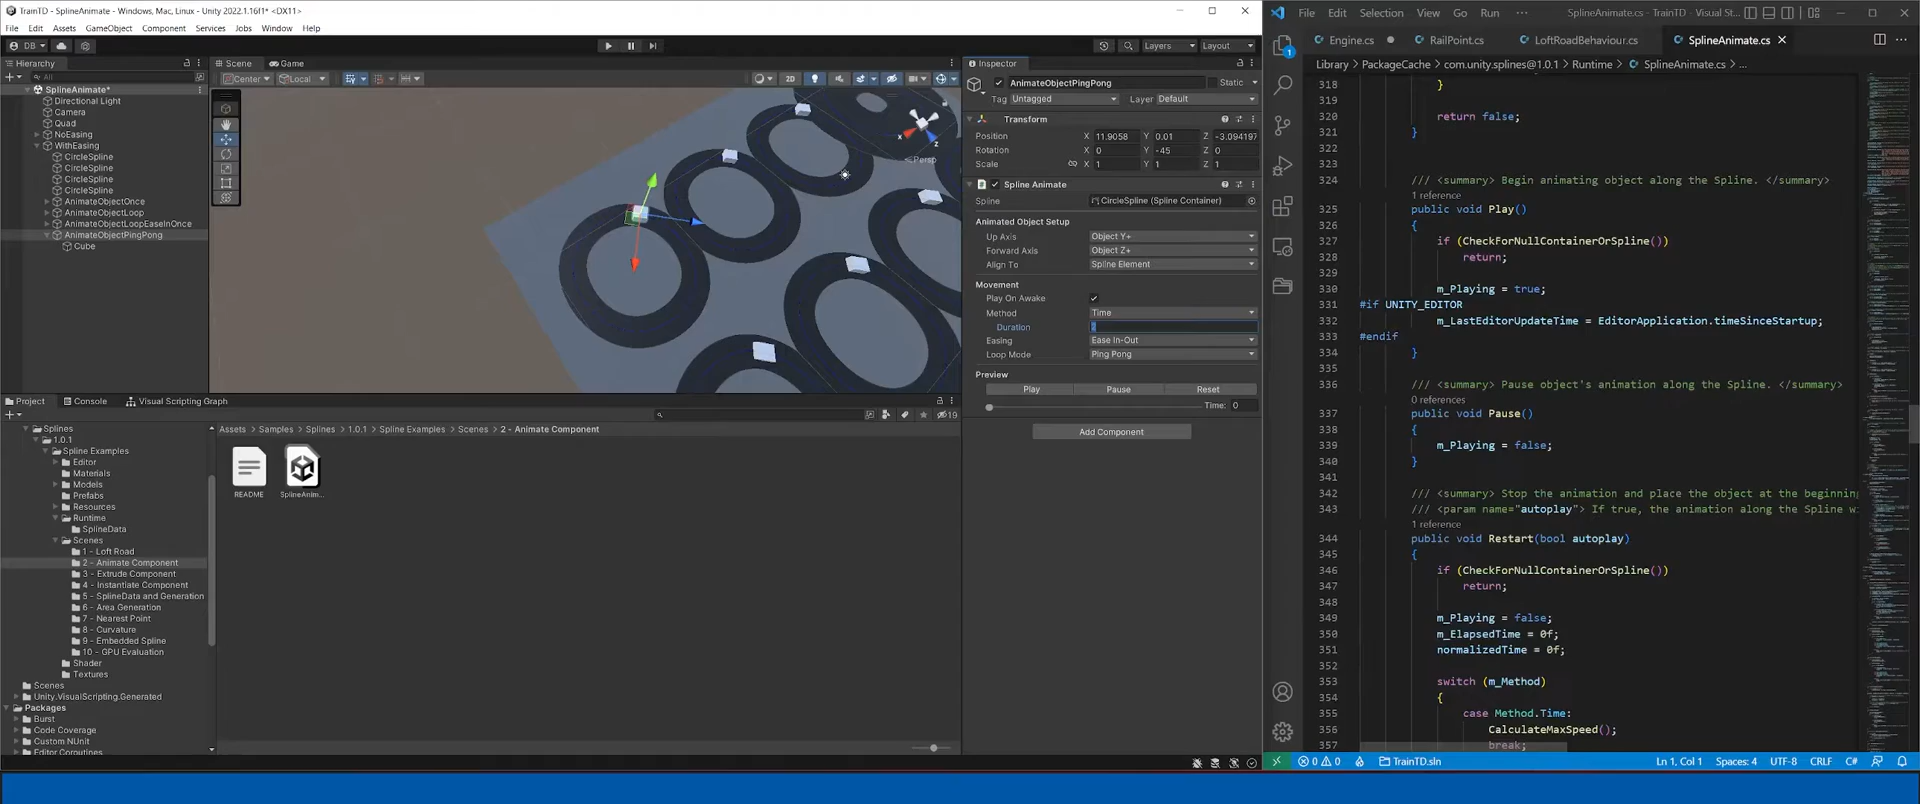 TrainTD - SplineAnimate - Windows, Mac, Linux - Unity 2022.1.16f1* <DX11>
File Edit Assets GameObject Component Services Jobs Window Help
DB
Layers Layout
Hierarchy
All
SplineAnimate*
Directional Light
Camera
Quad
NoEasing
WithEasing
CircleSpline
CircleSpline
CircleSpline
CircleSpline
AnimateObjectOnce
AnimateObjectLoop
AnimateObjectLoopEaseInOnce
AnimateObjectPingPong
Cube
Scene Game
Center Local
2D
x
z
Persp
Inspector
AnimateObjectPingPong Static
Tag Untagged Layer Default
Transform
Position X 11.9058 Y 0.01 Z -3.094197
Rotation X 0 Y -45 Z 0
Scale X 1 Y 1 Z 1
Spline Animate
Spline CircleSpline (Spline Container)
Animated Object Setup
Up Axis Object Y+
Forward Axis Object Z+
Align To Spline Element
Movement
Play On Awake
Method Time
Duration
Easing Ease In-Out
Loop Mode Ping Pong
Preview
Play Pause Reset
Time: 0
Add Component
Project Console Visual Scripting Graph
19
Splines
1.0.1
Spline Examples
Editor
Materials
Models
Prefabs
Resources
Runtime
SplineData
Scenes
1 - Loft Road
2 - Animate Component
3 - Extrude Component
4 - Instantiate Component
5 - SplineData and Generation
6 - Area Generation
7 - Nearest Point
8 - Curvature
9 - Embedded Spline
10 - GPU Evaluation
Shader
Textures
Scenes
Unity.VisualScripting.Generated
Packages
Burst
Code Coverage
Custom NUnit
Editor Coroutines
Assets > Samples > Splines > 1.0.1 > Spline Examples > Scenes > 2 - Animate Component
README SplineAnim...
File Edit Selection View Go Run ··· SplineAnimate.cs - TrainTD - Visual St...
Engine.cs RailPoint.cs LoftRoadBehaviour.cs SplineAnimate.cs
Library > PackageCache > com.unity.splines@1.0.1 > Runtime > SplineAnimate.cs > ...
1
318 }
319
320 return false;
321 }
322
323
324 /// <summary> Begin animating object along the Spline. </summary>
1 reference
325 public void Play()
326 {
327 if (CheckForNullContainerOrSpline())
328 return;
329
330 m_Playing = true;
331 #if UNITY_EDITOR
332 m_LastEditorUpdateTime = EditorApplication.timeSinceStartup;
333 #endif
334 }
335
336 /// <summary> Pause object's animation along the Spline. </summary>
0 references
337 public void Pause()
338 {
339 m_Playing = false;
340 }
341
342 /// <summary> Stop the animation and place the object at the beginning
343 /// <param name="autoplay"> If true, the animation along the Spline w
1 reference
344 public void Restart(bool autoplay)
345 {
346 if (CheckForNullContainerOrSpline())
347 return;
348
349 m_Playing = false;
350 m_ElapsedTime = 0f;
351 normalizedTime = 0f;
352
353 switch (m_Method)
354 {
355 case Method.Time:
356 CalculateMaxSpeed();
357 break;
0 0 TrainTD.sln Ln 1, Col 1 Spaces: 4 UTF-8 CRLF C#